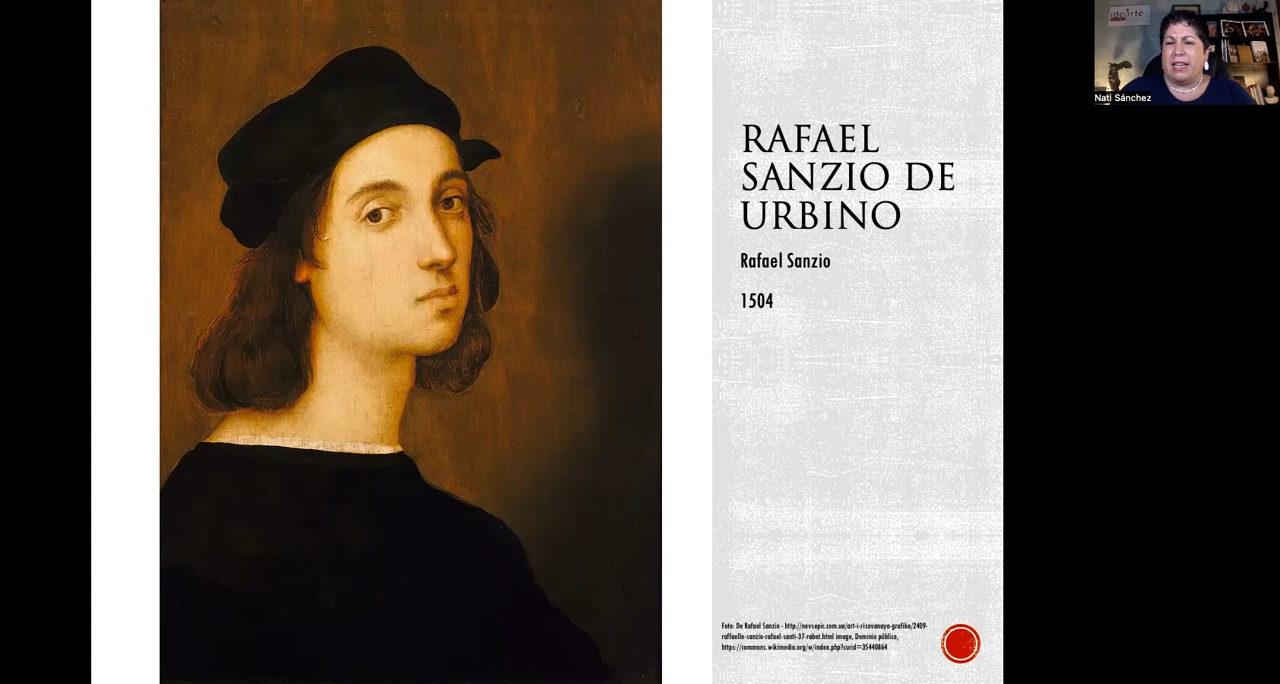 RAFAEL
SANZIO DE
URBINO
Rafael Sanzio
1504
Foto: De Rafael Sanzio - http://nevsepic.com.ua/art-i-risovanaya-grafika/2409-
raffaello-sanzio-rafael-santi-37-rabot.html image, Dominio público,
https://commons.wikimedia.org/w/index.php?curid=35440864
idearte
Nati Sánchez